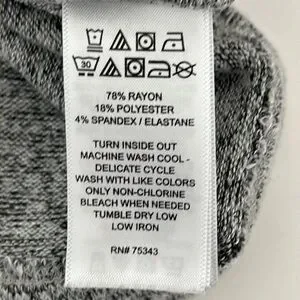 30
78% RAYON
18% POLYESTER
4% SPANDEX / ELASTANE
TURN INSIDE OUT
MACHINE WASH COOL -
DELICATE CYCLE
WASH WITH LIKE COLORS
ONLY NON-CHLORINE
BLEACH WHEN NEEDED
TUMBLE DRY LOW
LOW IRON
RN# 75343